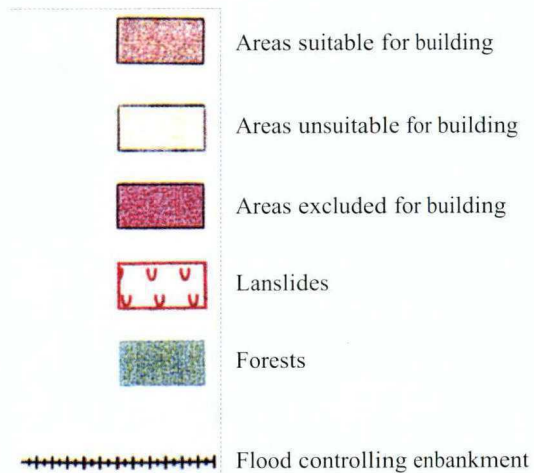 Areas suitable for building
Areas unsuitable for building
Areas excluded for building
Lanslides
Forests
Flood controlling enbankment